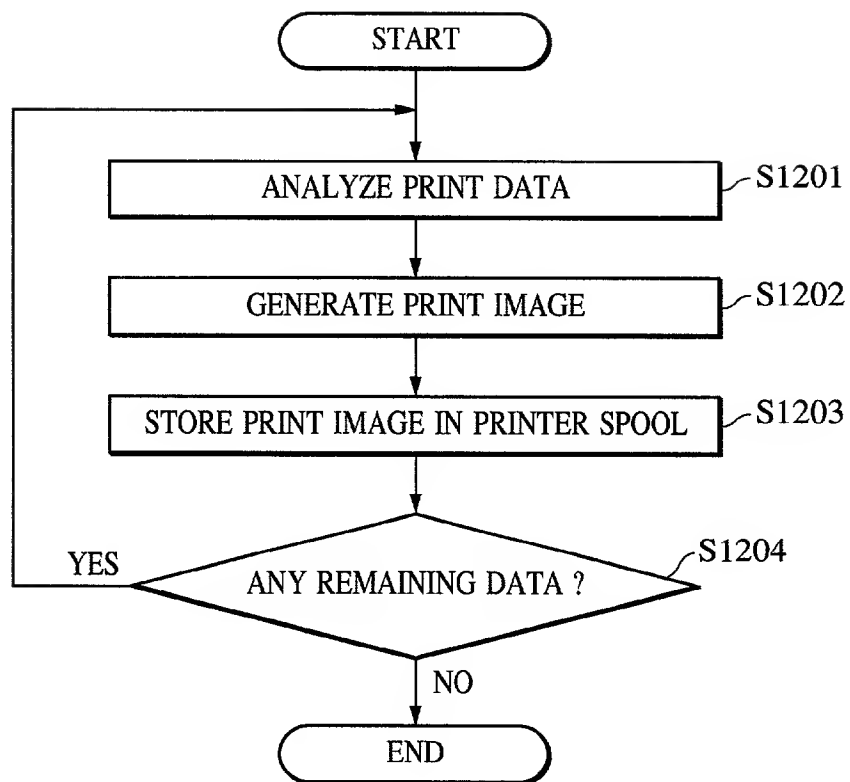 START
ANALYZE PRINT DATA
S1201
GENERATE PRINT IMAGE
S1202
STORE PRINT IMAGE IN PRINTER SPOOL
S1203
YES
ANY REMAINING DATA ?
S1204
NO
END